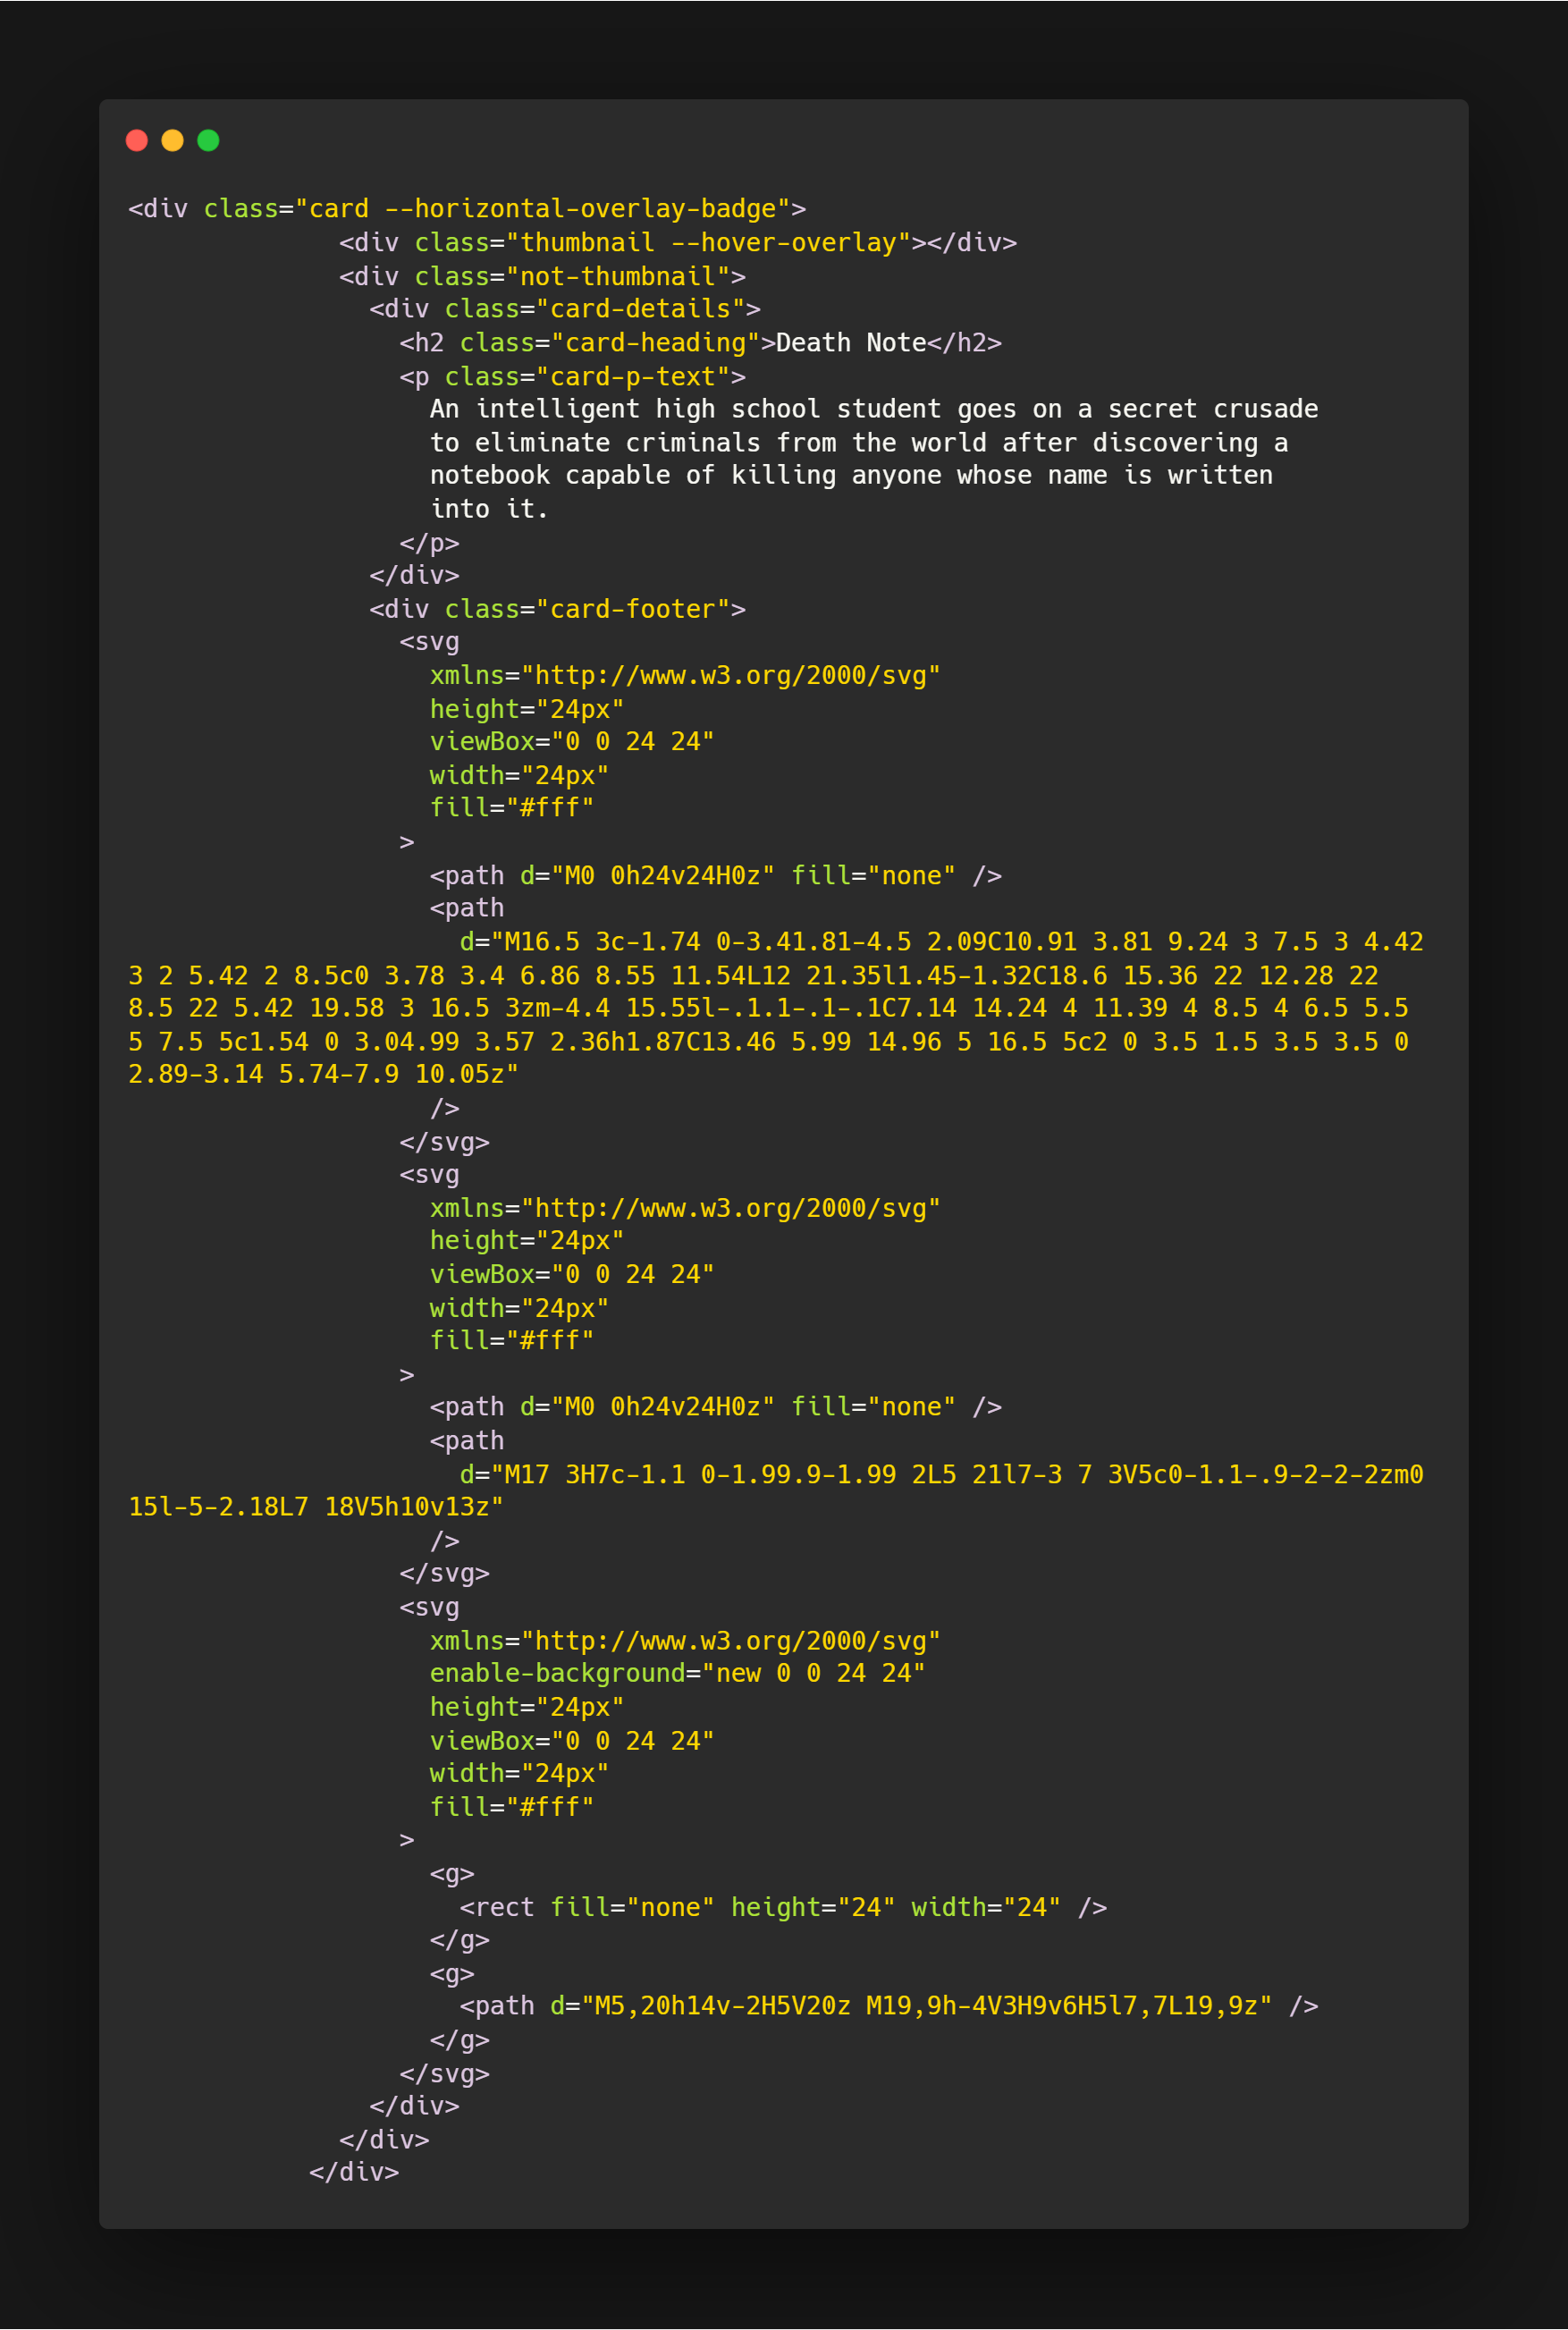 <div class="card --horizontal-overlay-badge">
              <div class="thumbnail --hover-overlay"></div>
              <div class="not-thumbnail">
                <div class="card-details">
                  <h2 class="card-heading">Death Note</h2>
                  <p class="card-p-text">
                    An intelligent high school student goes on a secret crusade
                    to eliminate criminals from the world after discovering a
                    notebook capable of killing anyone whose name is written
                    into it.
                  </p>
                </div>
                <div class="card-footer">
                  <svg
                    xmlns="http://www.w3.org/2000/svg"
                    height="24px"
                    viewBox="0 0 24 24"
                    width="24px"
                    fill="#fff"
                  >
                    <path d="M0 0h24v24H0z" fill="none" />
                    <path
                      d="M16.5 3c-1.74 0-3.41.81-4.5 2.09C10.91 3.81 9.24 3 7.5 3 4.42
3 2 5.42 2 8.5c0 3.78 3.4 6.86 8.55 11.54L12 21.35l1.45-1.32C18.6 15.36 22 12.28 22
8.5 22 5.42 19.58 3 16.5 3zm-4.4 15.55l-.1.1-.1-.1C7.14 14.24 4 11.39 4 8.5 4 6.5 5.5
5 7.5 5c1.54 0 3.04.99 3.57 2.36h1.87C13.46 5.99 14.96 5 16.5 5c2 0 3.5 1.5 3.5 3.5 0
2.89-3.14 5.74-7.9 10.05z"
                    />
                  </svg>
                  <svg
                    xmlns="http://www.w3.org/2000/svg"
                    height="24px"
                    viewBox="0 0 24 24"
                    width="24px"
                    fill="#fff"
                  >
                    <path d="M0 0h24v24H0z" fill="none" />
                    <path
                      d="M17 3H7c-1.1 0-1.99.9-1.99 2L5 21l7-3 7 3V5c0-1.1-.9-2-2-2zm0
15l-5-2.18L7 18V5h10v13z"
                    />
                  </svg>
                  <svg
                    xmlns="http://www.w3.org/2000/svg"
                    enable-background="new 0 0 24 24"
                    height="24px"
                    viewBox="0 0 24 24"
                    width="24px"
                    fill="#fff"
                  >
                    <g>
                      <rect fill="none" height="24" width="24" />
                    </g>
                    <g>
                      <path d="M5,20h14v-2H5V20z M19,9h-4V3H9v6H5l7,7L19,9z" />
                    </g>
                  </svg>
                </div>
              </div>
            </div>